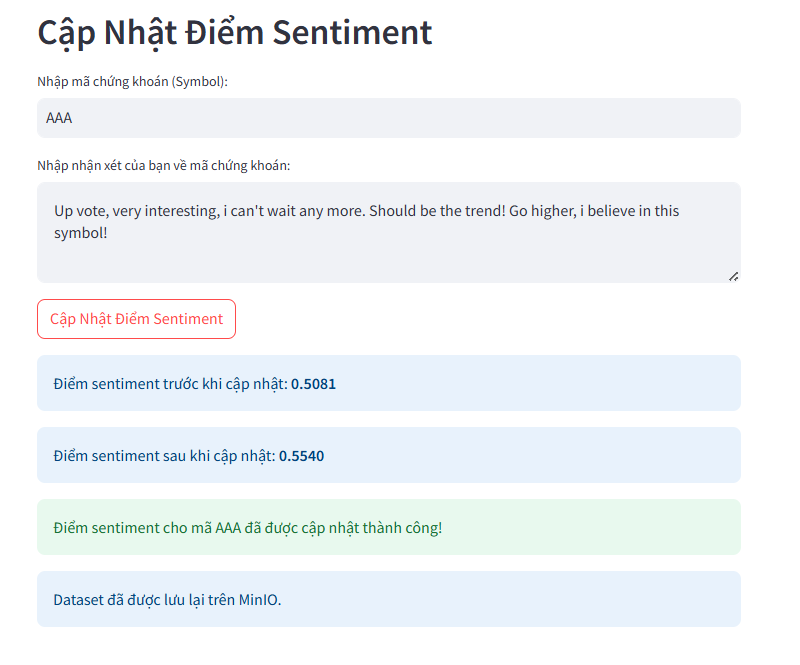 Cập Nhật Điểm Sentiment
Nhập mã chứng khoán (Symbol):
AAA
Nhập nhận xét của bạn về mã chứng khoán:
Up vote, very interesting, i can't wait any more. Should be the trend! Go higher, i believe in this
symbol!
Cập Nhật Điểm Sentiment
Điểm sentiment trước khi cập nhật: 0.5081
Điểm sentiment sau khi cập nhật: 0.5540
Điểm sentiment cho mã AAA đã được cập nhật thành công!
Dataset đã được lưu lại trên MinIO.